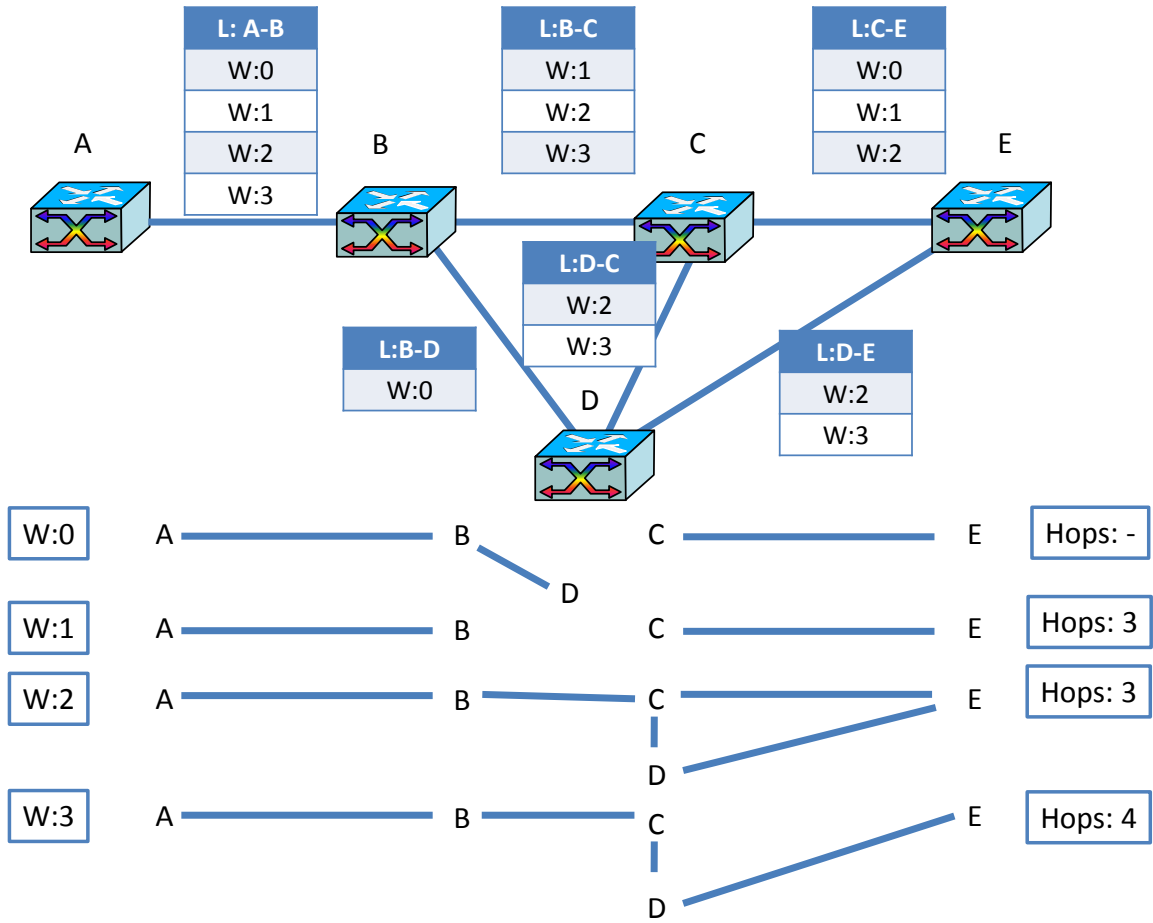 L: A-B
W:0
W:1
W:2
W:3
L:B-C
W:1
W:2
W:3
L:C-E
W:0
W:1
W:2
A
B
C
E
L:D-C
W:2
W:3
L:B-D
W:0
D
L:D-E
W:2
W:3
W:0 A B C E Hops: -
D
W:1 A B C E Hops: 3
W:2 A B C E Hops: 3
D
W:3 A B C E Hops: 4
D